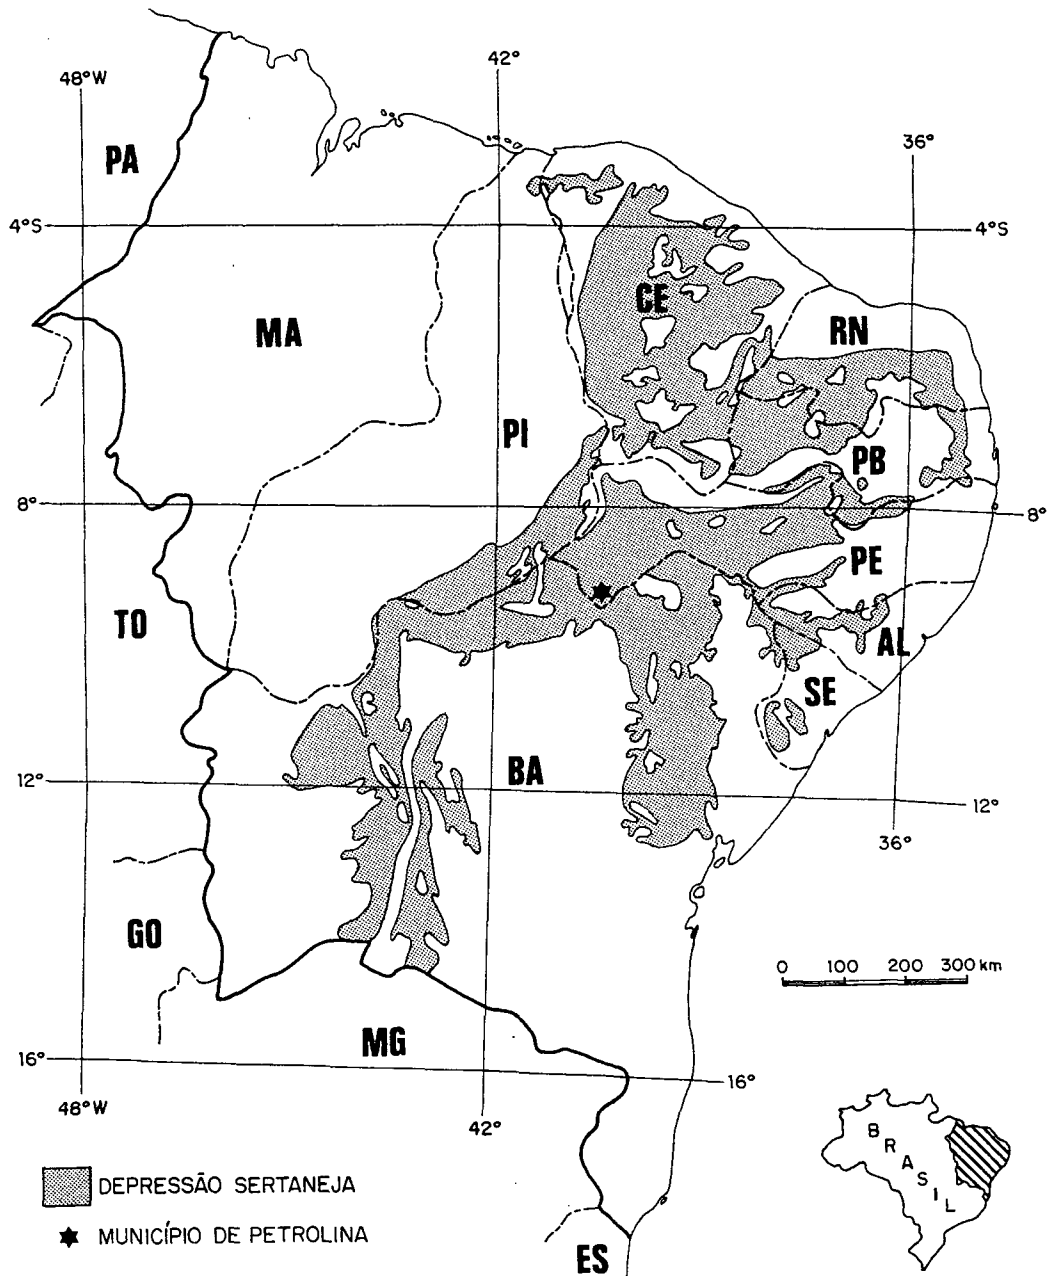 42°
48°W
36°
PA
4°S
4°S
CE
MA
RN
PI
PB
8°
8°
PE
TO
AL
SE
BA
12°
12°
36°
GO
0 100 200 300 km
MG
16°
16°
48°W
42°
BRASIL
DEPRESSÃO SERTANEJA
MUNICÍPIO DE PETROLINA
ES